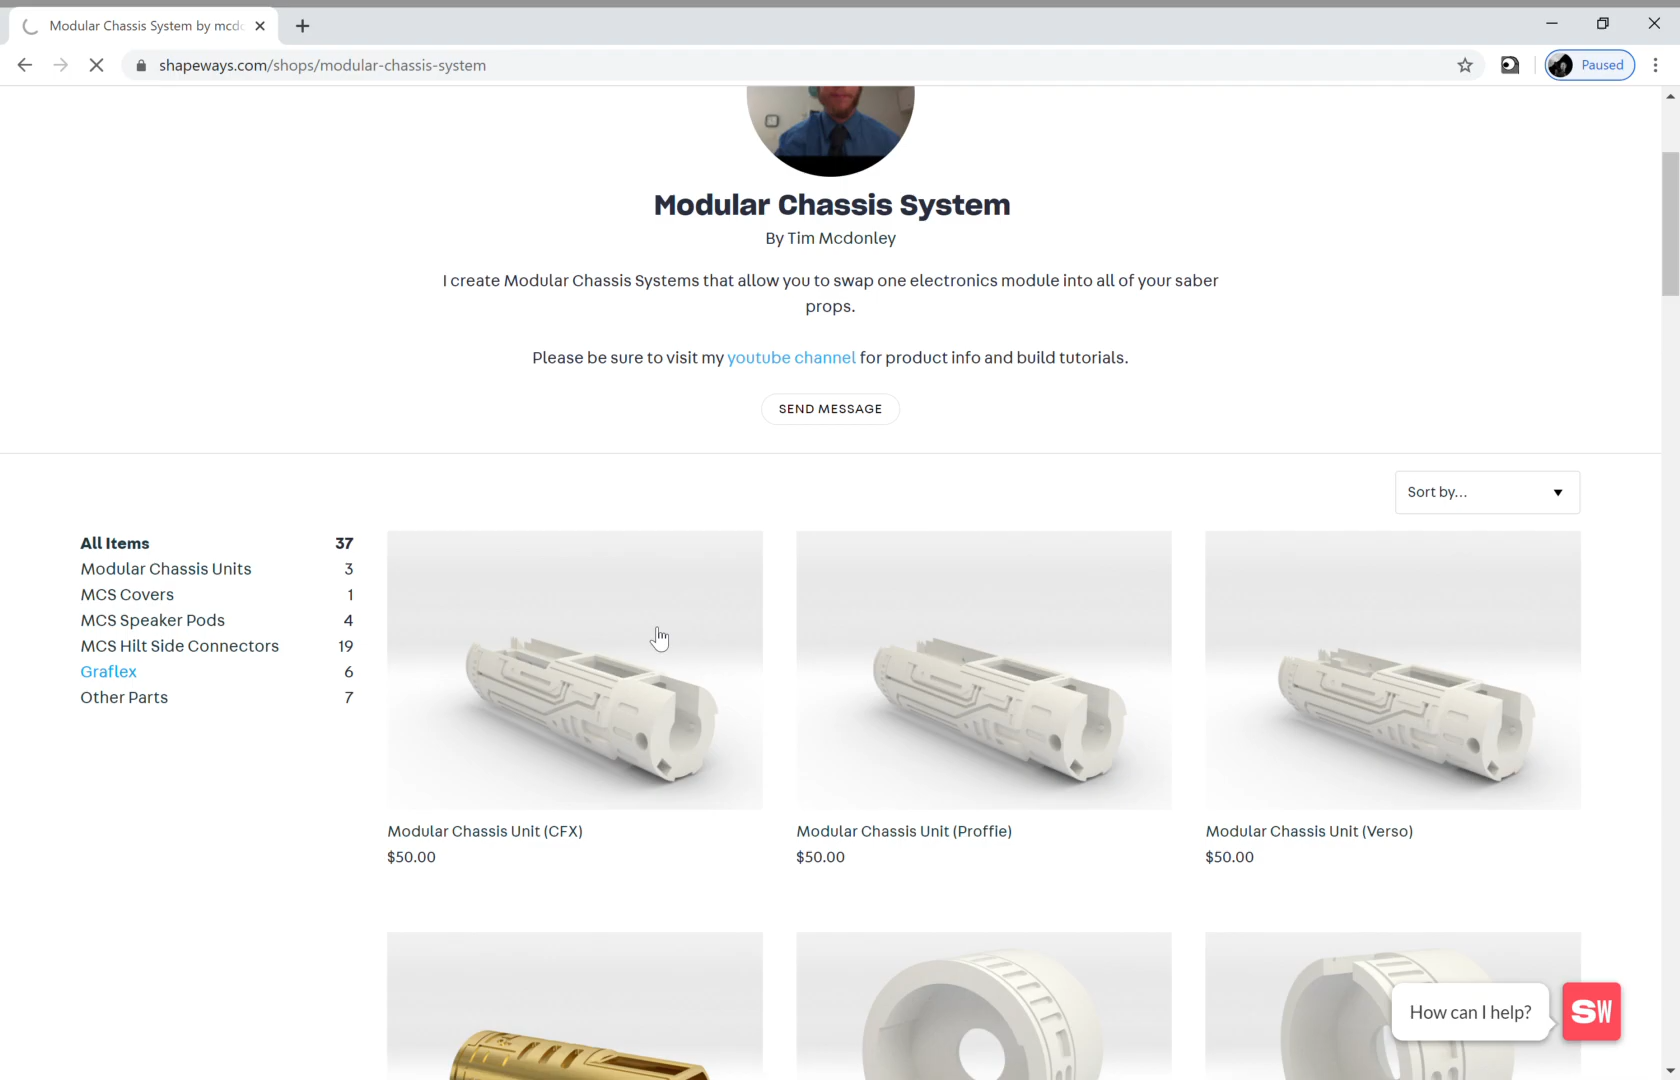 Modular Chassis System by mcdo
shapeways.com/shops/modular-chassis-system
Paused
Modular Chassis System
By Tim Mcdonley
I create Modular Chassis Systems that allow you to swap one electronics module into all of your saber
props.
Please be sure to visit my youtube channel for product info and build tutorials.
SEND MESSAGE
Sort by...
All Items 37
Modular Chassis Units 3
MCS Covers 1
MCS Speaker Pods 4
MCS Hilt Side Connectors 19
Graflex 6
Other Parts 7
Modular Chassis Unit (CFX)
$50.00
Modular Chassis Unit (Proffie)
$50.00
Modular Chassis Unit (Verso)
$50.00
How can I help?
SW